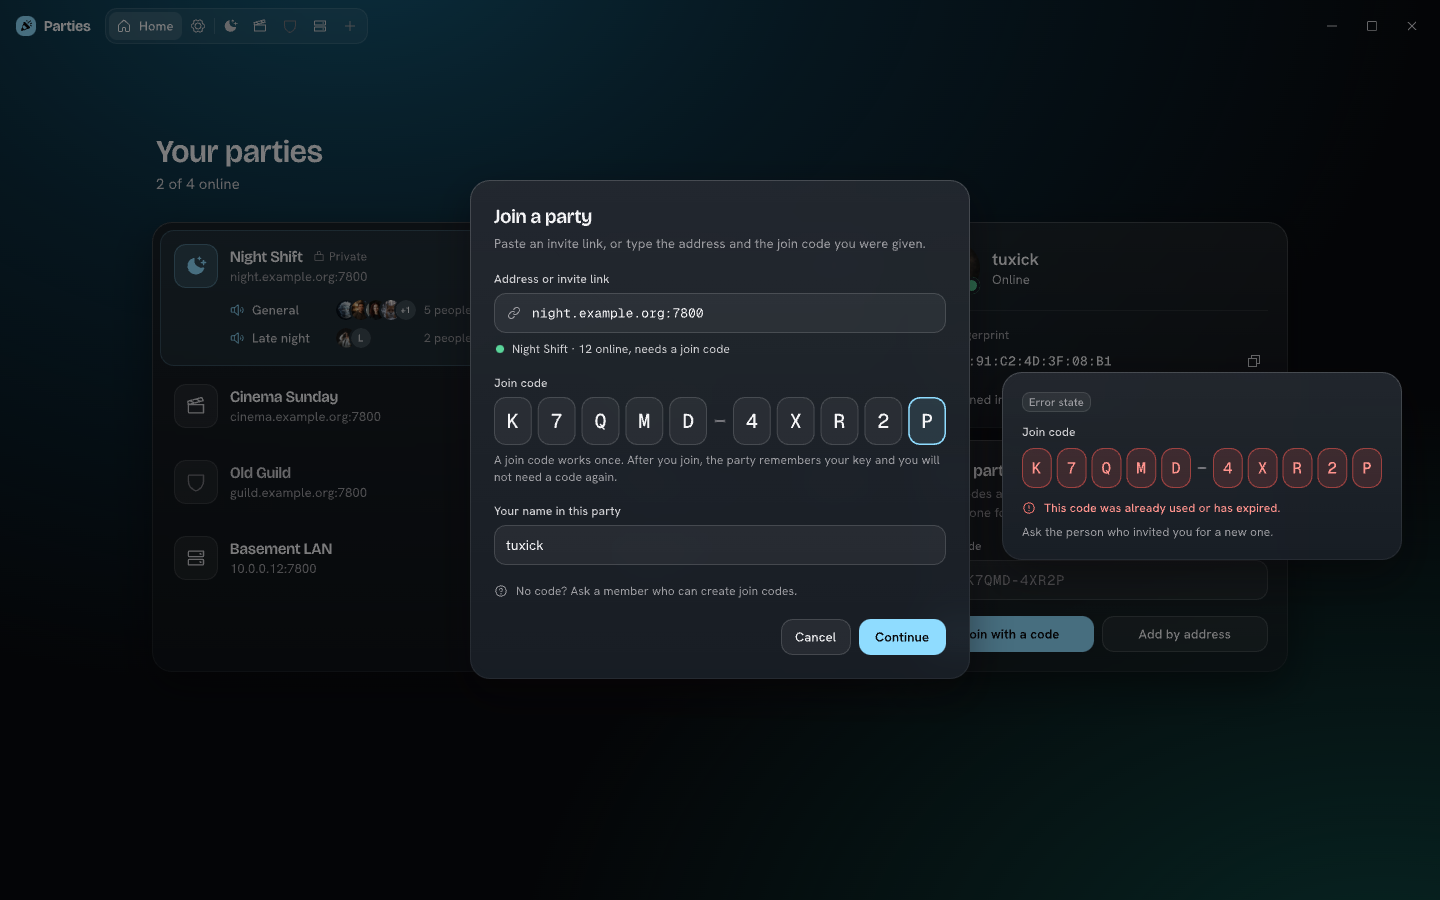 Parties
Home
Your parties
2 of 4 online
Night Shift
Private
night.example.org:7800
General
+1
5 people
Late night
L
2 people
Cinema Sunday
cinema.example.org:7800
Old Guild
guild.example.org:7800
Basement LAN
10.0.0.12:7800
Join a party
Paste an invite link, or type the address and the join code you were given.
Address or invite link
night.example.org:7800
Night Shift · 12 online, needs a join code
Join code
K 7 Q M D – 4 X R 2 P
A join code works once. After you join, the party remembers your key and you will
not need a code again.
Your name in this party
tuxick
No code? Ask a member who can create join codes.
Cancel
Continue
tuxick
Online
:91:C2:4D:3F:08:B1
Error state
Join code
K 7 Q M D – 4 X R 2 P
This code was already used or has expired.
Ask the person who invited you for a new one.
K7QMD-4XR2P
oin with a code
Add by address